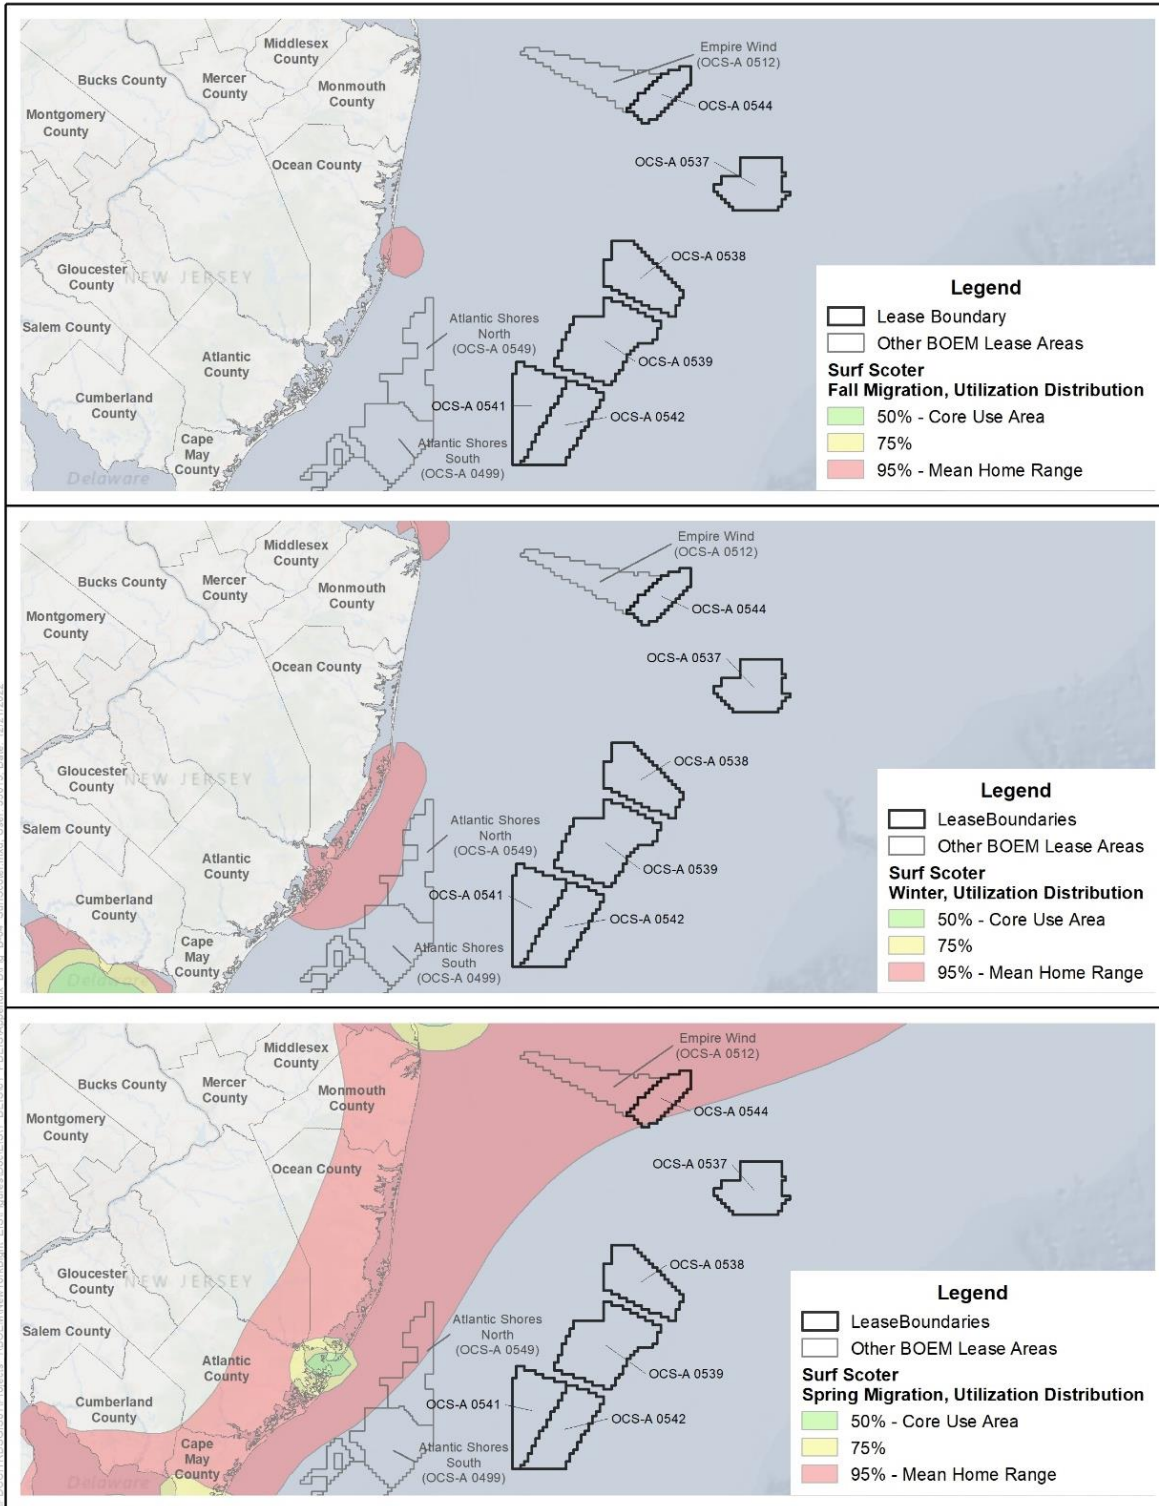 Middlesex
County
Bucks County
Mercer
County
Monmouth
County
Montgomery
County
Ocean County
Gloucester
County
NEW JERSEY
Salem County
Atlantic
County
Cumberland
County
Cape
May
County
Delaware
Empire Wind
(OCS-A 0512)
OCS-A 0544
OCS-A 0537
OCS-A 0538
Atlantic Shores
North
(OCS-A 0549)
OCS-A 0539
OCS-A 0541
OCS-A 0542
Atlantic Shores
South
(OCS-A 0499)
Legend
Lease Boundary
Other BOEM Lease Areas
Surf Scoter
Fall Migration, Utilization Distribution
50% - Core Use Area
75%
95% - Mean Home Range
Middlesex
County
Bucks County
Mercer
County
Monmouth
County
Montgomery
County
Ocean County
Gloucester
County
NEW JERSEY
Salem County
Atlantic
County
Cumberland
County
Cape
May
County
Delaware
Empire Wind
(OCS-A 0512)
OCS-A 0544
OCS-A 0537
OCS-A 0538
Atlantic Shores
North
(OCS-A 0549)
OCS-A 0539
OCS-A 0541
OCS-A 0542
Atlantic Shores
South
(OCS-A 0499)
Legend
LeaseBoundaries
Other BOEM Lease Areas
Surf Scoter
Winter, Utilization Distribution
50% - Core Use Area
75%
95% - Mean Home Range
Middlesex
County
Bucks County
Mercer
County
Monmouth
County
Montgomery
County
Ocean County
Gloucester
County
NEW JERSEY
Salem County
Atlantic
County
Cumberland
County
Cape
May
County
Delaware
Empire Wind
(OCS-A 0512)
OCS-A 0544
OCS-A 0537
OCS-A 0538
Atlantic Shores
North
(OCS-A 0549)
OCS-A 0539
OCS-A 0541
OCS-A 0542
Atlantic Shores
South
(OCS-A 0499)
Legend
LeaseBoundaries
Other BOEM Lease Areas
Surf Scoter
Spring Migration, Utilization Distribution
50% - Core Use Area
75%
95% - Mean Home Range